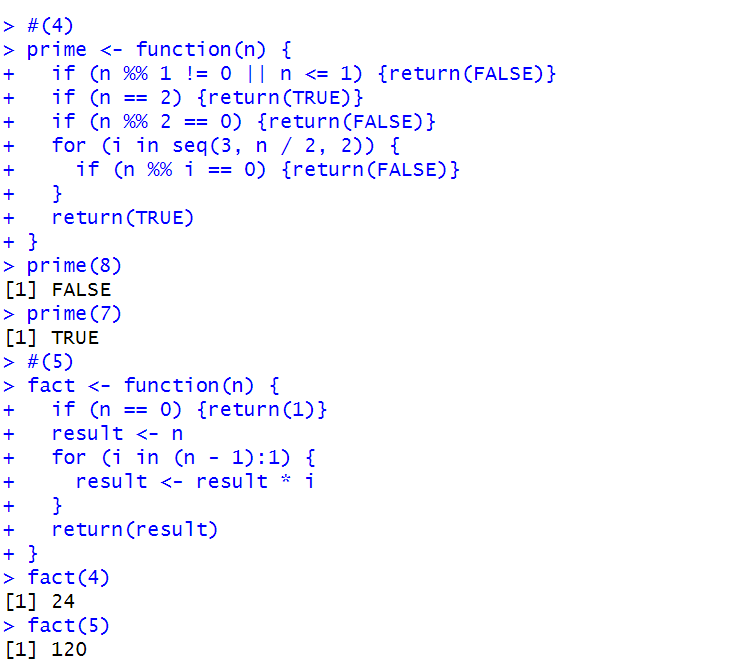 > #(4)
> prime <- function(n) {
+   if (n %% 1 != 0 || n <= 1) {return(FALSE)}
+   if (n == 2) {return(TRUE)}
+   if (n %% 2 == 0) {return(FALSE)}
+   for (i in seq(3, n / 2, 2)) {
+     if (n %% i == 0) {return(FALSE)}
+   }
+   return(TRUE)
+ }
> prime(8)
[1] FALSE
> prime(7)
[1] TRUE
> #(5)
> fact <- function(n) {
+   if (n == 0) {return(1)}
+   result <- n
+   for (i in (n - 1):1) {
+     result <- result * i
+   }
+   return(result)
+ }
> fact(4)
[1] 24
> fact(5)
[1] 120